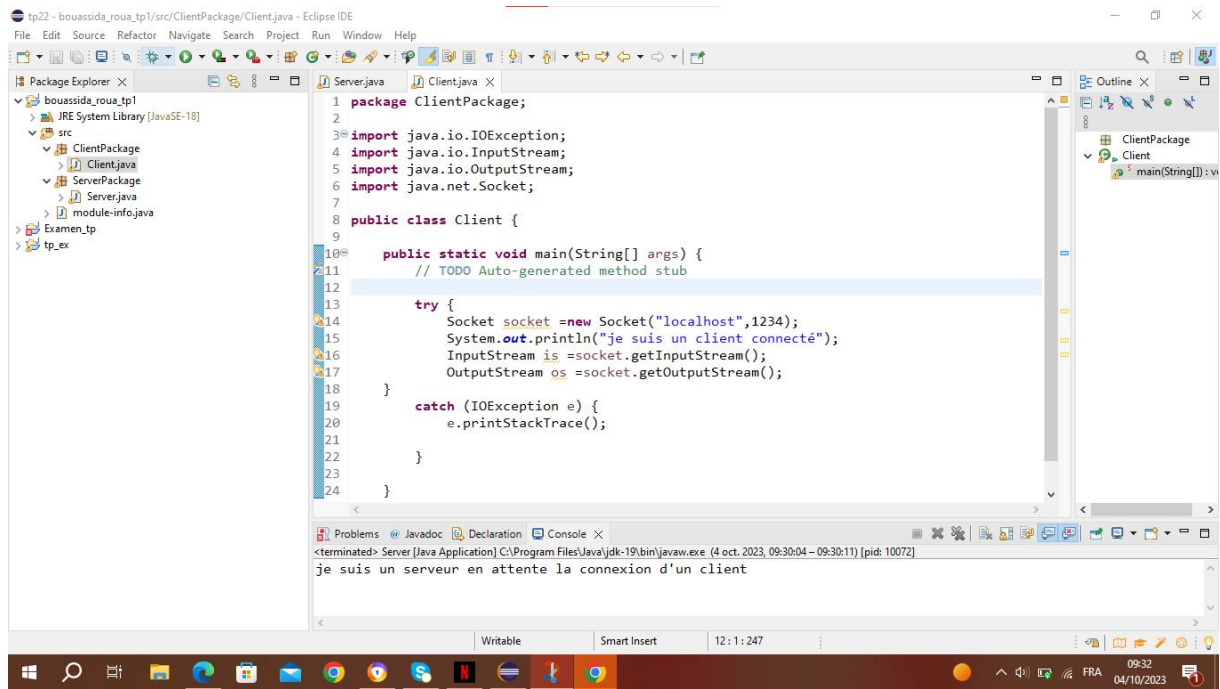 tp22 - bouassida_roua_tp1/src/ClientPackage/Client.java - Eclipse IDE
File Edit Source Refactor Navigate Search Project Run Window Help
Package Explorer
bouassida_roua_tp1
JRE System Library [JavaSE-18]
src
ClientPackage
Client.java
ServerPackage
Server.java
module-info.java
Examen_tp
tp_ex
Server.java Client.java
1 package ClientPackage;
2
3 import java.io.IOException;
4 import java.io.InputStream;
5 import java.io.OutputStream;
6 import java.net.Socket;
7
8 public class Client {
9
10 public static void main(String[] args) {
11 // TODO Auto-generated method stub
12
13 try {
14 Socket socket =new Socket("localhost",1234);
15 System.out.println("je suis un client connecté");
16 InputStream is =socket.getInputStream();
17 OutputStream os =socket.getOutputStream();
18 }
19 catch (IOException e) {
20 e.printStackTrace();
21
22 }
23
24 }
Outline
ClientPackage
Client
main(String[]) : v
Problems Javadoc Declaration Console
<terminated> Server [Java Application] C:\Program Files\Java\jdk-19\bin\javaw.exe (4 oct. 2023, 09:30:04 – 09:30:11) [pid: 10072]
je suis un serveur en attente la connexion d'un client
Writable Smart Insert 12 : 1 : 247
FRA 09:32
04/10/2023